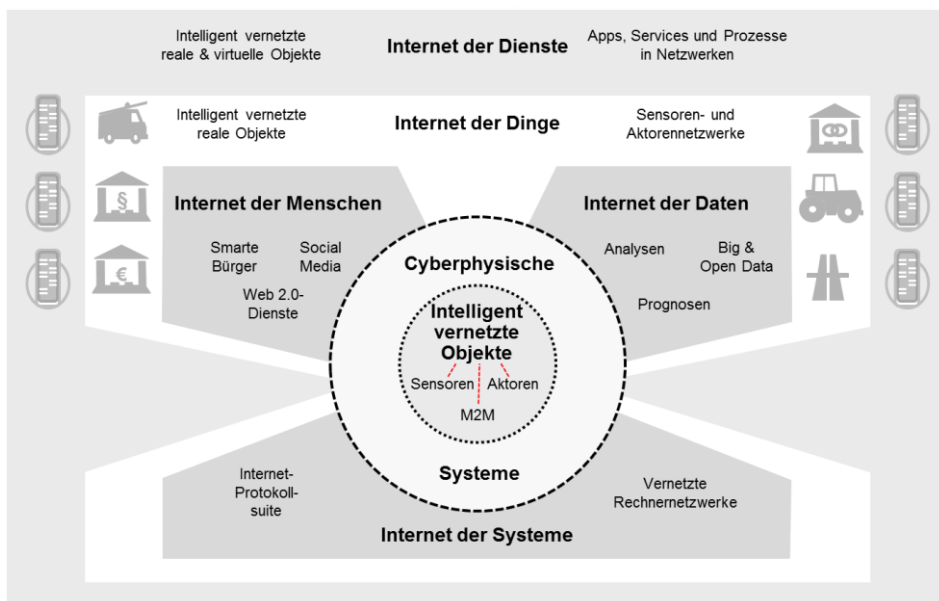 Intelligent vernetzte
reale & virtuelle Objekte
Internet der Dienste
Apps, Services und Prozesse
in Netzwerken
Intelligent vernetzte
reale Objekte
Internet der Dinge
Sensoren- und
Aktorennetzwerke
Internet der Menschen
Smarte
Bürger
Social
Media
Web 2.0-
Dienste
Internet der Daten
Analysen
Big &
Open Data
Prognosen
§
€
Cyberphysische
Intelligent
vernetzte
Objekte
Sensoren
Aktoren
M2M
Systeme
Internet-
Protokoll-
suite
Vernetzte
Rechnernetzwerke
Internet der Systeme